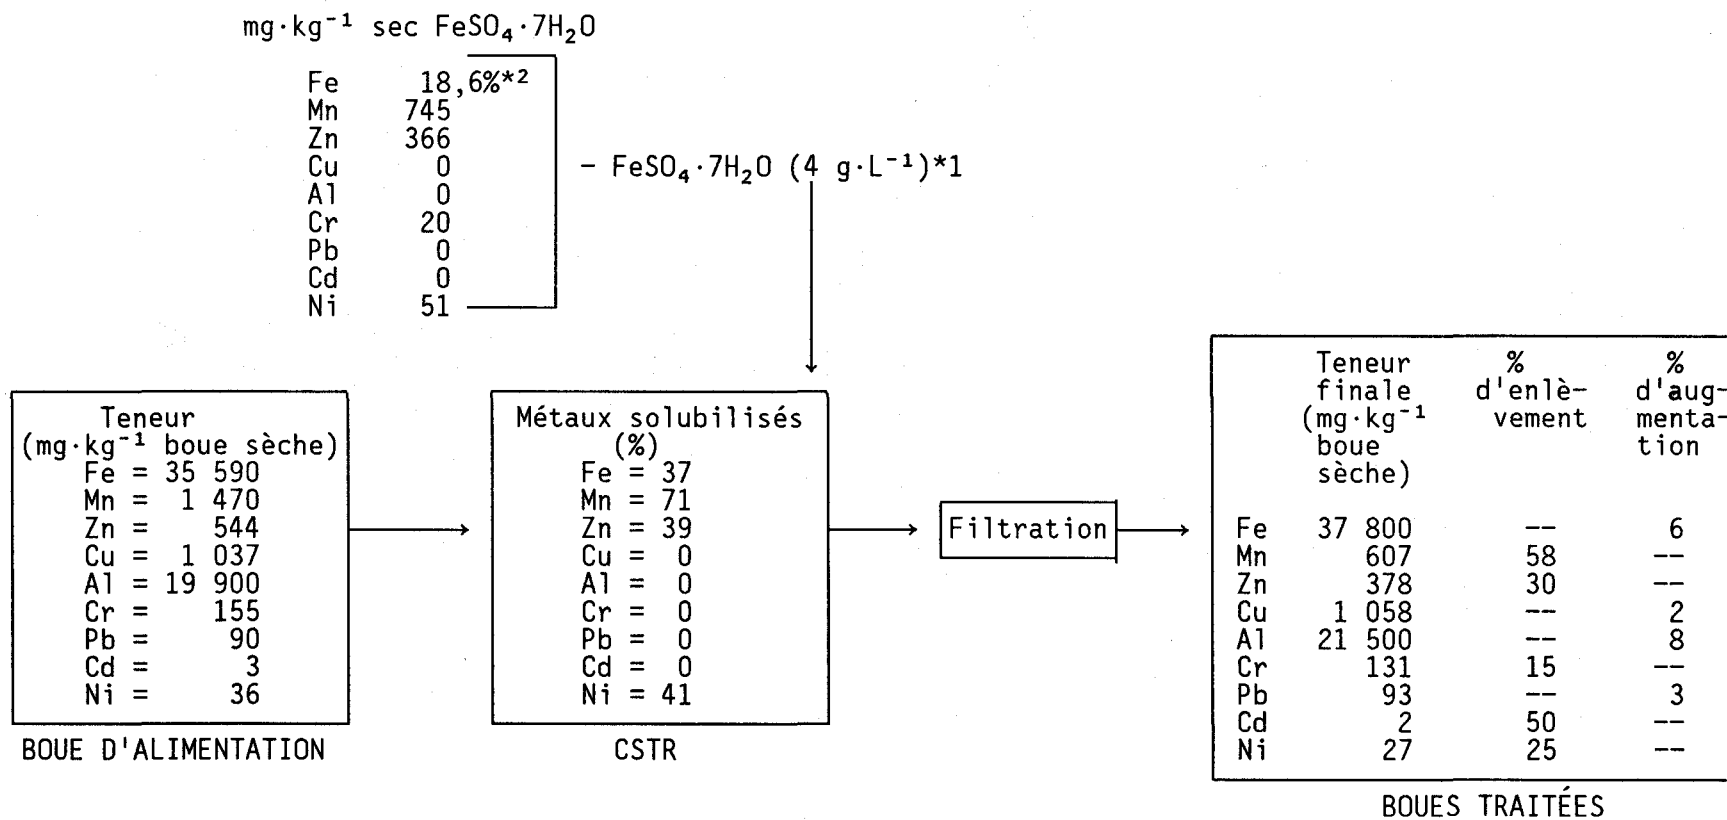 mg·kg⁻¹ sec FeSO₄·7H₂O
Fe 18,6%*²
Mn 745
Zn 366
Cu 0
Al 0
Cr 20
Pb 0
Cd 0
Ni 51
– FeSO₄·7H₂O (4 g·L⁻¹)*1
Teneur
(mg·kg⁻¹ boue sèche)
Fe = 35 590
Mn = 1 470
Zn = 544
Cu = 1 037
Al = 19 900
Cr = 155
Pb = 90
Cd = 3
Ni = 36
BOUE D'ALIMENTATION
Métaux solubilisés
(%)
Fe = 37
Mn = 71
Zn = 39
Cu = 0
Al = 0
Cr = 0
Pb = 0
Cd = 0
Ni = 41
CSTR
Filtration
Teneur % %
finale d'enlè- d'aug-
(mg·kg⁻¹ vement menta-
boue tion
sèche)
Fe 37 800 -- 6
Mn 607 58 --
Zn 378 30 --
Cu 1 058 -- 2
Al 21 500 -- 8
Cr 131 15 --
Pb 93 -- 3
Cd 2 50 --
Ni 27 25 --
BOUES TRAITÉES